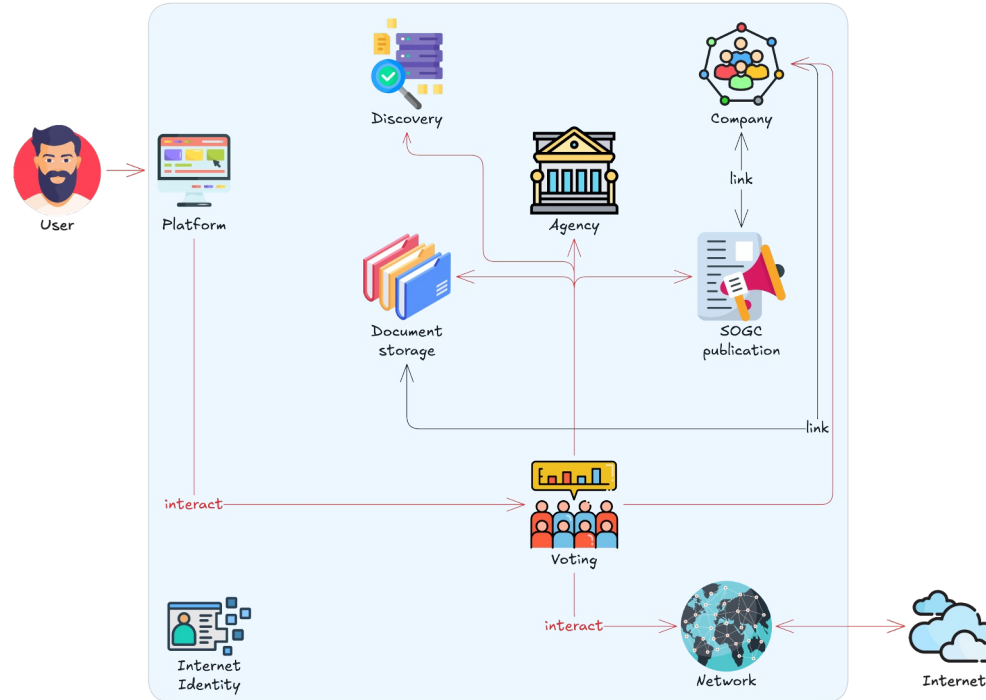 Discovery
Company
User
Platform
Agency
link
Document
storage
SOGC
publication
link
interact
Voting
interact
Internet
Identity
Network
Internet